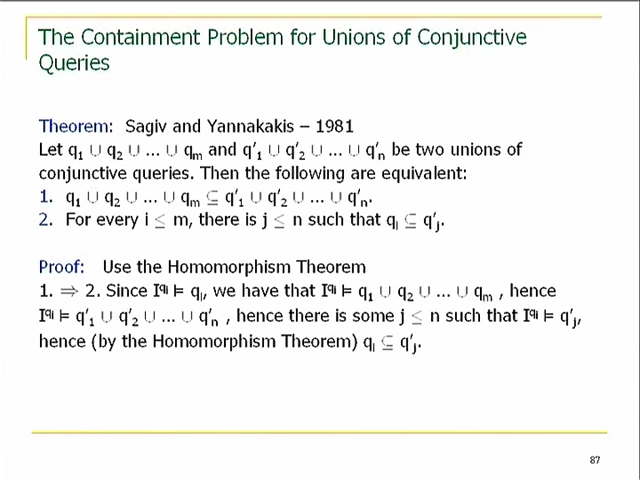 The Containment Problem for Unions of Conjunctive
Queries
Theorem: Sagiv and Yannakakis – 1981
Let q₁ ∪ q₂ ∪ … ∪ qₘ and q′₁ ∪ q′₂ ∪ … ∪ q′ₙ be two unions of
conjunctive queries. Then the following are equivalent:
1. q₁ ∪ q₂ ∪ … ∪ qₘ ⊆ q′₁ ∪ q′₂ ∪ … ∪ q′ₙ.
2. For every i ≤ m, there is j ≤ n such that qᵢ ⊆ q′ⱼ.
Proof: Use the Homomorphism Theorem
1. ⇒ 2. Since I^qᵢ ⊨ qᵢ, we have that I^qᵢ ⊨ q₁ ∪ q₂ ∪ … ∪ qₘ , hence
I^qᵢ ⊨ q′₁ ∪ q′₂ ∪ … ∪ q′ₙ , hence there is some j ≤ n such that I^qᵢ ⊨ q′ⱼ,
hence (by the Homomorphism Theorem) qᵢ ⊆ q′ⱼ.
87